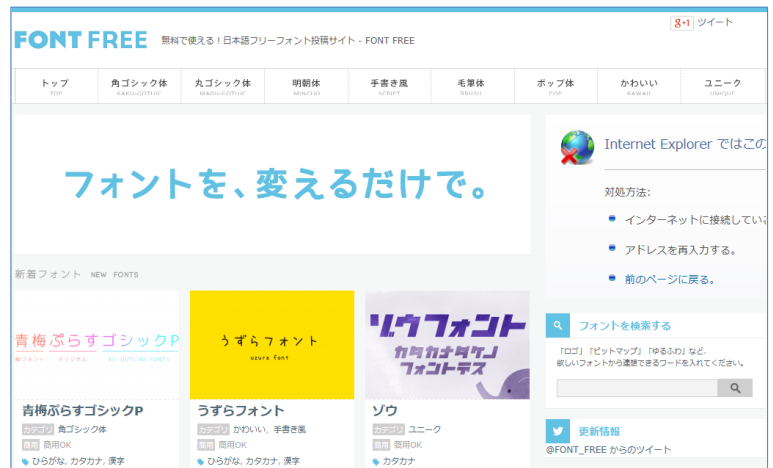 FONT FREE 無料で使える!日本語フリーフォント投稿サイト - FONT FREE
g+1 ツイート
トップ 角ゴシック体 丸ゴシック体 明朝体 手書き風 毛筆体 ポップ体 かわいい ユニーク
TOP KAKU-GOTHIC MARU-GOTHIC MINCHO SCRIPT BRUSH POP KAWAII UNIQUE
フォントを、変えるだけで。
Internet Explorer ではこの
対処方法:
インターネットに接続してい
アドレスを再入力する。
前のページに戻る。
新着フォント NEW FONTS
青梅ぷらすゴシックP
うずらフォント
uzura font
ゾウフォント
カタカナダケノ
フォントデス
青梅ぷらすゴシックP
カテゴリ 角ゴシック体
商用 商用OK
ひらがな, カタカナ, 漢字
うずらフォント
カテゴリ かわいい, 手書き風
商用 商用OK
ひらがな, カタカナ, 漢字
ゾウ
カテゴリ ユニーク
商用 商用OK
カタカナ
フォントを検索する
「ロゴ」「ピットマップ」「ゆるふわ」など、
欲しいフォントから連想できるワードを入れてください。
更新情報
@FONT_FREE からのツイート